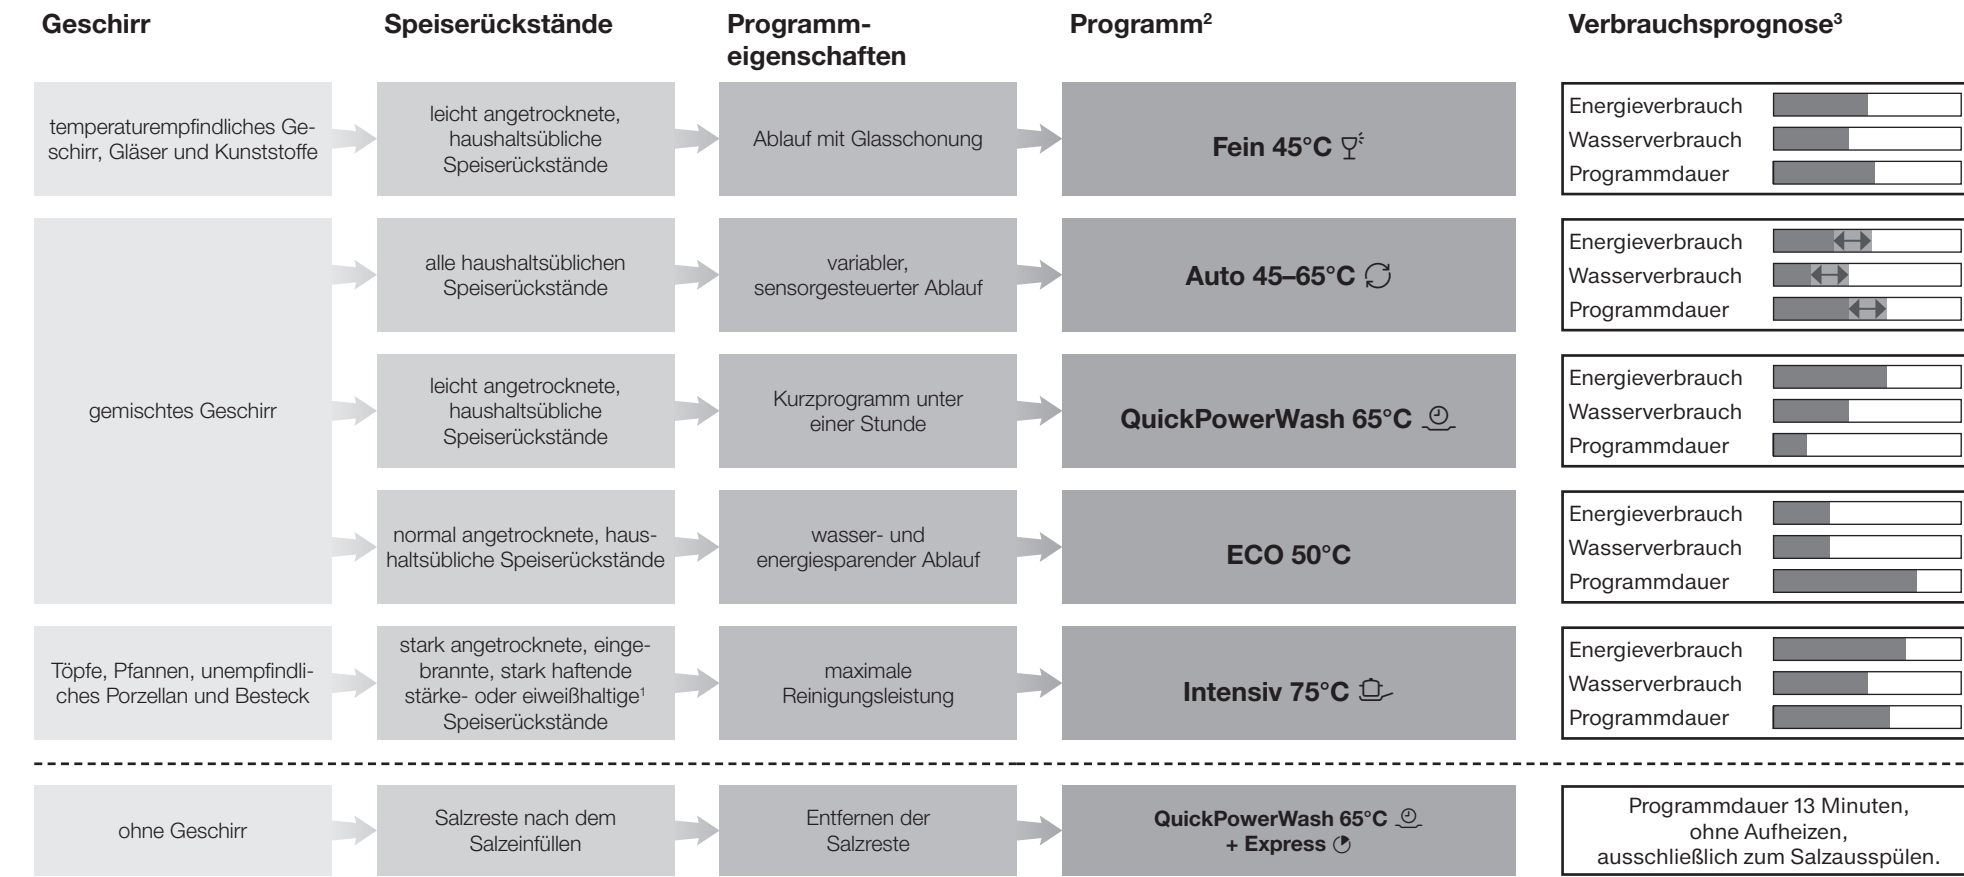 Geschirr
Speiserückstände
Programm-
eigenschaften
Programm²
Verbrauchsprognose³
temperaturempfindliches Ge-
schirr, Gläser und Kunststoffe
leicht angetrocknete,
haushaltsübliche
Speiserückstände
Ablauf mit Glasschonung
Fein 45°C
Energieverbrauch
Wasserverbrauch
Programmdauer
gemischtes Geschirr
alle haushaltsüblichen
Speiserückstände
variabler,
sensorgesteuerter Ablauf
Auto 45–65°C
Energieverbrauch
Wasserverbrauch
Programmdauer
leicht angetrocknete,
haushaltsübliche
Speiserückstände
Kurzprogramm unter
einer Stunde
QuickPowerWash 65°C
Energieverbrauch
Wasserverbrauch
Programmdauer
normal angetrocknete, haus-
haltsübliche Speiserückstände
wasser- und
energiesparender Ablauf
ECO 50°C
Energieverbrauch
Wasserverbrauch
Programmdauer
Töpfe, Pfannen, unempfindli-
ches Porzellan und Besteck
stark angetrocknete, einge-
brannte, stark haftende
stärke- oder eiweißhaltige¹
Speiserückstände
maximale
Reinigungsleistung
Intensiv 75°C
Energieverbrauch
Wasserverbrauch
Programmdauer
ohne Geschirr
Salzreste nach dem
Salzeinfüllen
Entfernen der
Salzreste
QuickPowerWash 65°C
+ Express
Programmdauer 13 Minuten,
ohne Aufheizen,
ausschließlich zum Salzausspülen.